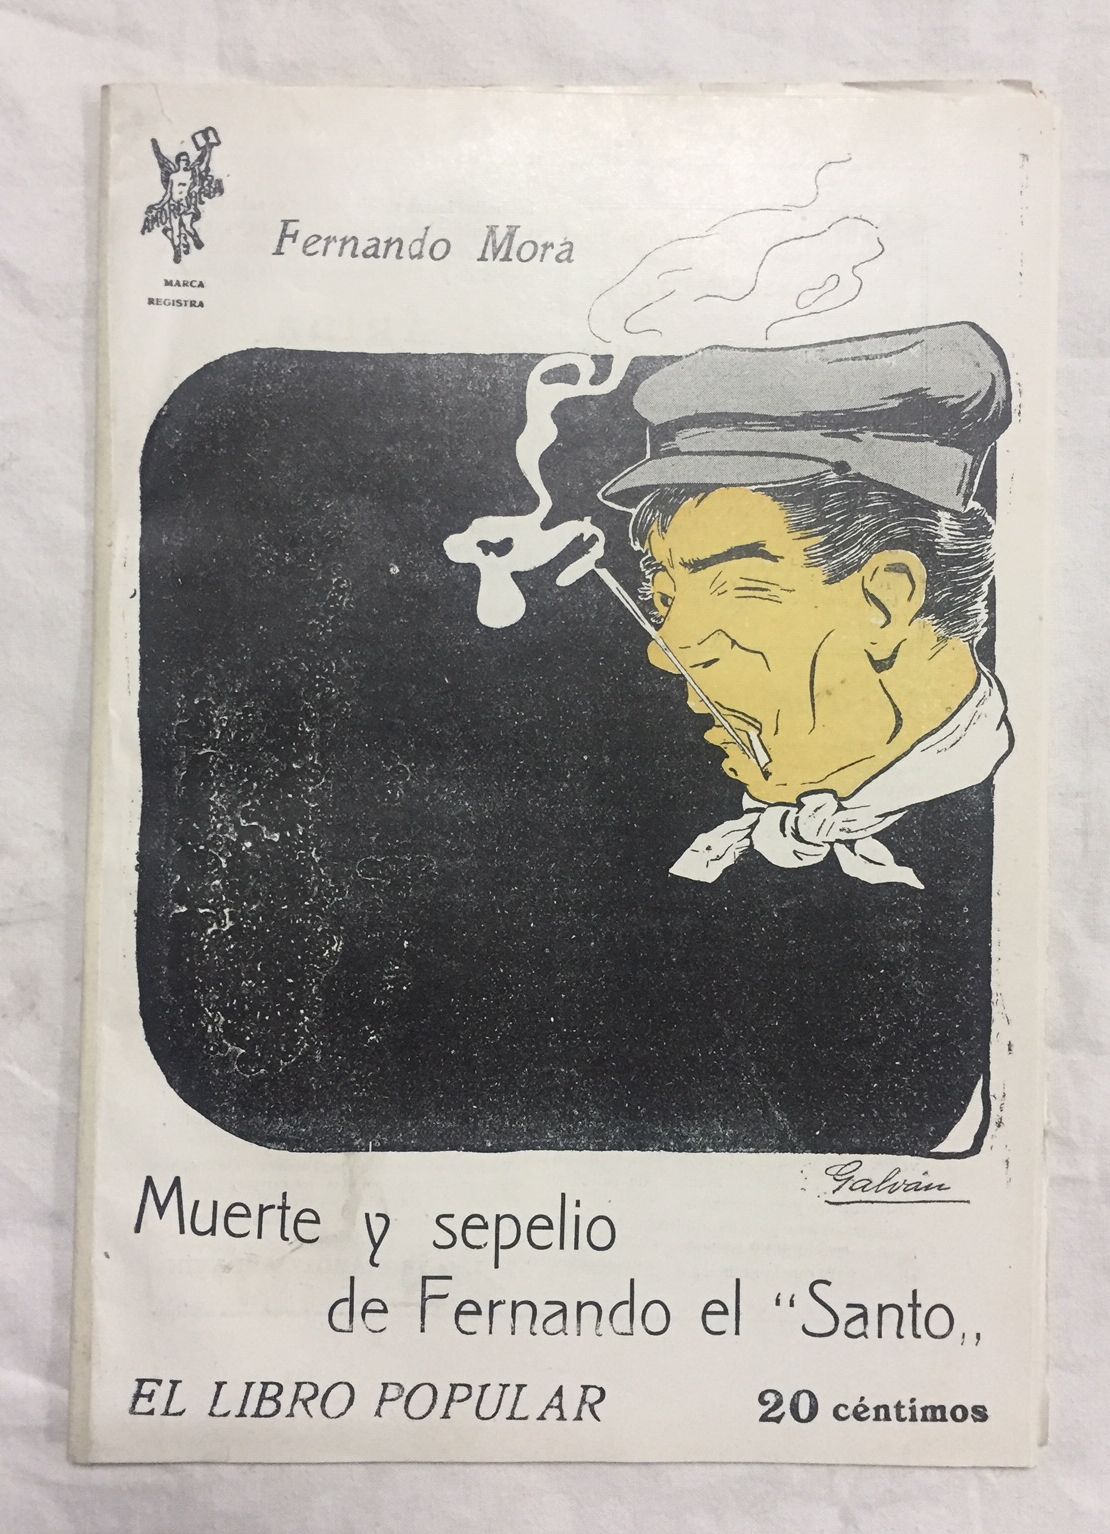 MARCA
REGISTRA
Fernando Mora
Galván
Muerte y sepelio
de Fernando el “Santo„
EL LIBRO POPULAR
20 céntimos